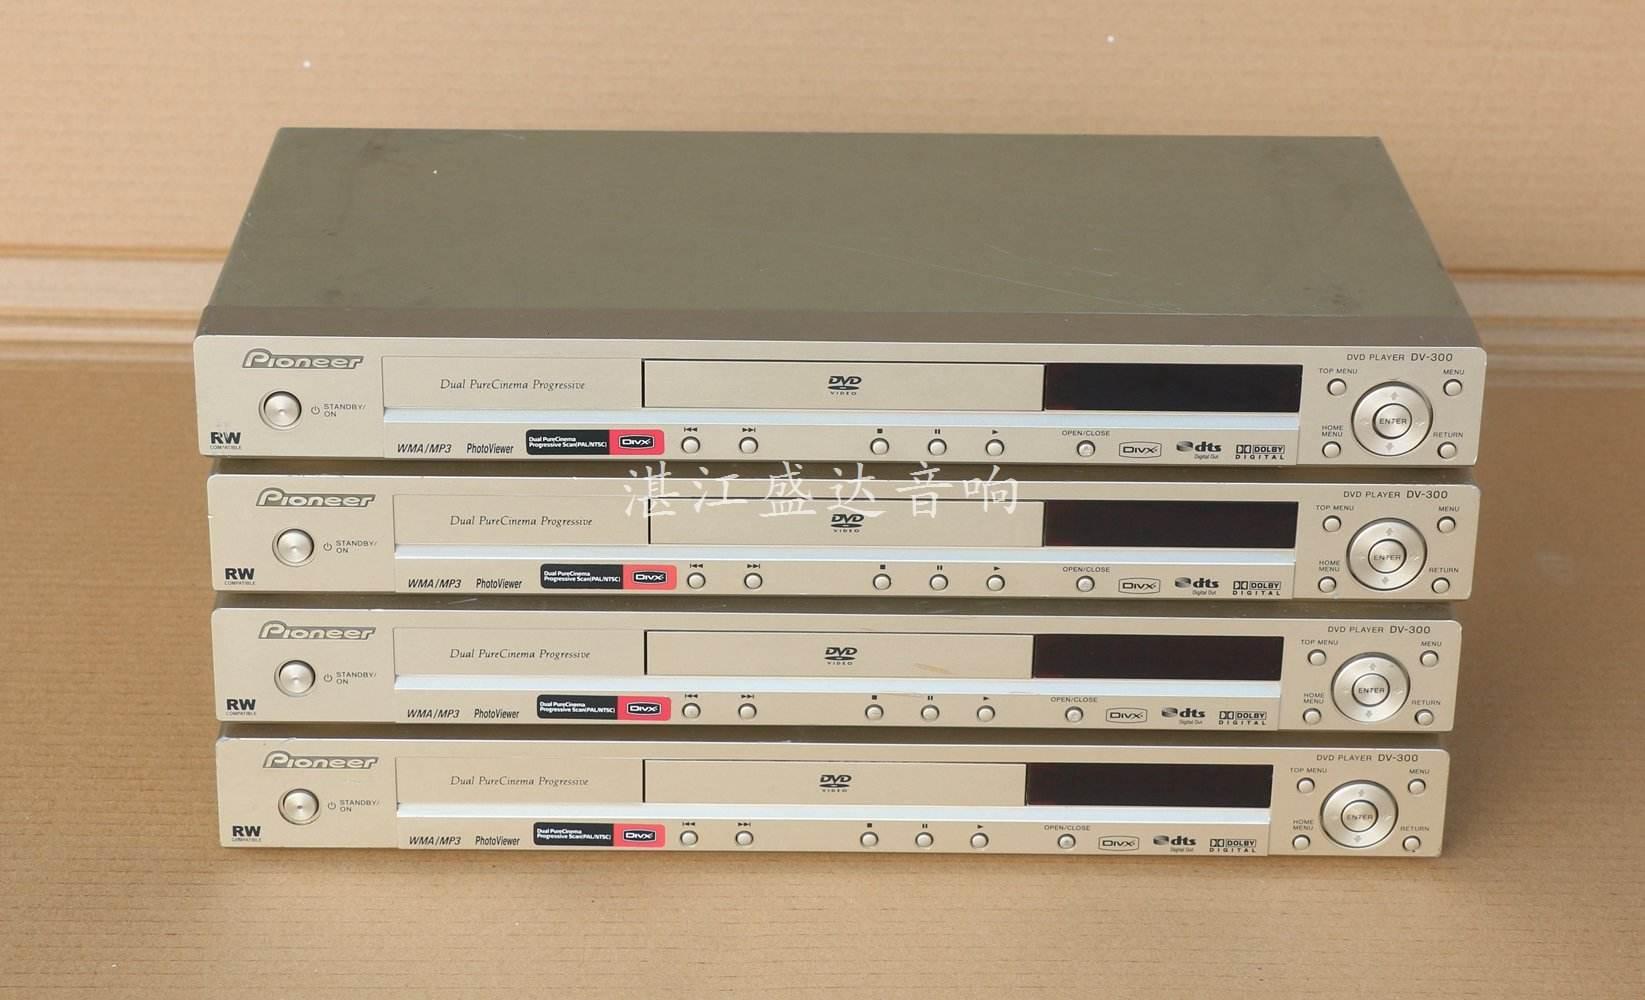 Pioneer
DVD PLAYER DV-300
Dual PureCinema Progressive
DVD
VIDEO
TOP MENU
MENU
STANDBY/
ON
ENTER
HOME
MENU
RETURN
RW
COMPATIBLE
WMA/MP3
PhotoViewer
Dual PureCinema
Progressive Scan(PAL/NTSC)
DivX
OPEN/CLOSE
DivX
dts
Digital Out
DOLBY
DIGITAL
湛江盛达音响
Pioneer
DVD PLAYER DV-300
Dual PureCinema Progressive
DVD
VIDEO
TOP MENU
MENU
STANDBY/
ON
ENTER
HOME
MENU
RETURN
RW
COMPATIBLE
WMA/MP3
PhotoViewer
Dual PureCinema
Progressive Scan(PAL/NTSC)
DivX
OPEN/CLOSE
DivX
dts
Digital Out
DOLBY
DIGITAL
Pioneer
DVD PLAYER DV-300
Dual PureCinema Progressive
DVD
VIDEO
TOP MENU
MENU
STANDBY/
ON
ENTER
HOME
MENU
RETURN
RW
COMPATIBLE
WMA/MP3
PhotoViewer
Dual PureCinema
Progressive Scan(PAL/NTSC)
DivX
OPEN/CLOSE
DivX
dts
Digital Out
DOLBY
DIGITAL
Pioneer
DVD PLAYER DV-300
Dual PureCinema Progressive
DVD
VIDEO
TOP MENU
MENU
STANDBY/
ON
ENTER
HOME
MENU
RETURN
RW
COMPATIBLE
WMA/MP3
PhotoViewer
Dual PureCinema
Progressive Scan(PAL/NTSC)
DivX
OPEN/CLOSE
DivX
dts
Digital Out
DOLBY
DIGITAL